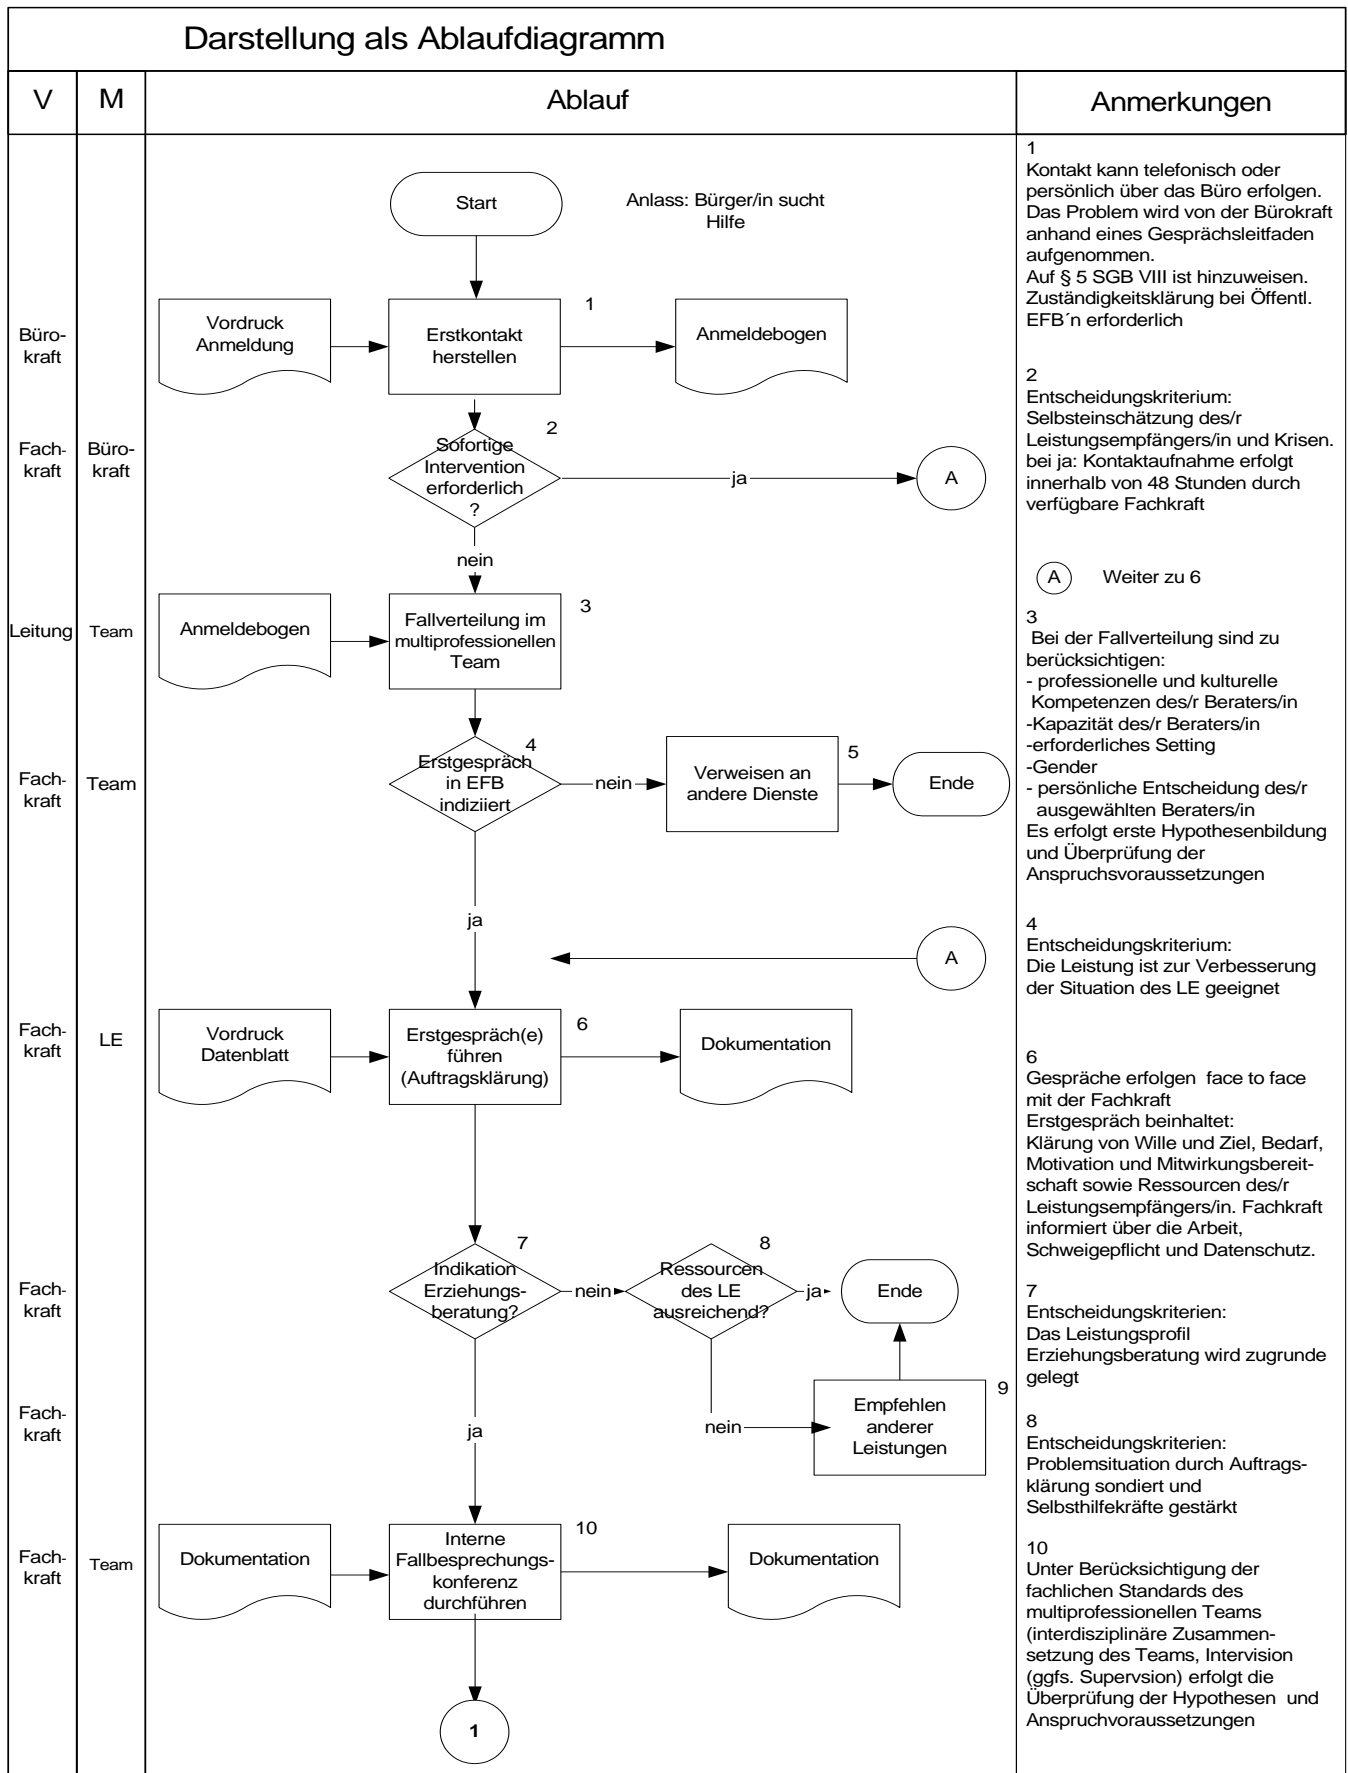 Darstellung als Ablaufdiagramm
V
M
Ablauf
Anmerkungen
Start
Anlass: Bürger/in sucht
Hilfe
Büro-
kraft
Vordruck
Anmeldung
Erstkontakt
herstellen
1
Anmeldebogen
Fach-
kraft
Büro-
kraft
Sofortige
Intervention
erforderlich
?
2
ja
A
nein
Leitung
Team
Anmeldebogen
Fallverteilung im
multiprofessionellen
Team
3
Fach-
kraft
Team
Erstgespräch
in EFB
indiziiert
4
nein
Verweisen an
andere Dienste
5
Ende
ja
A
Fach-
kraft
LE
Vordruck
Datenblatt
Erstgespräch(e)
führen
(Auftragsklärung)
6
Dokumentation
Fach-
kraft
Indikation
Erziehungs-
beratung?
7
nein
Ressourcen
des LE
ausreichend?
8
ja
Ende
Fach-
kraft
ja
nein
Empfehlen
anderer
Leistungen
9
Fach-
kraft
Team
Dokumentation
Interne
Fallbesprechungs-
konferenz
durchführen
10
Dokumentation
1
1
Kontakt kann telefonisch oder
persönlich über das Büro erfolgen.
Das Problem wird von der Bürokraft
anhand eines Gesprächsleitfaden
aufgenommen.
Auf § 5 SGB VIII ist hinzuweisen.
Zuständigkeitsklärung bei Öffentl.
EFB´n erforderlich
2
Entscheidungskriterium:
Selbsteinschätzung des/r
Leistungsempfängers/in und Krisen.
bei ja: Kontaktaufnahme erfolgt
innerhalb von 48 Stunden durch
verfügbare Fachkraft
A Weiter zu 6
3
Bei der Fallverteilung sind zu
berücksichtigen:
- professionelle und kulturelle
Kompetenzen des/r Beraters/in
-Kapazität des/r Beraters/in
-erforderliches Setting
-Gender
- persönliche Entscheidung des/r
ausgewählten Beraters/in
Es erfolgt erste Hypothesenbildung
und Überprüfung der
Anspruchsvoraussetzungen
4
Entscheidungskriterium:
Die Leistung ist zur Verbesserung
der Situation des LE geeignet
6
Gespräche erfolgen face to face
mit der Fachkraft
Erstgespräch beinhaltet:
Klärung von Wille und Ziel, Bedarf,
Motivation und Mitwirkungsbereit-
schaft sowie Ressourcen des/r
Leistungsempfängers/in. Fachkraft
informiert über die Arbeit,
Schweigepflicht und Datenschutz.
7
Entscheidungskriterien:
Das Leistungsprofil
Erziehungsberatung wird zugrunde
gelegt
8
Entscheidungskriterien:
Problemsituation durch Auftrags-
klärung sondiert und
Selbsthilfekräfte gestärkt
10
Unter Berücksichtigung der
fachlichen Standards des
multiprofessionellen Teams
(interdisziplinäre Zusammen-
setzung des Teams, Intervision
(ggfs. Supervsion) erfolgt die
Überprüfung der Hypothesen und
Anspruchvoraussetzungen